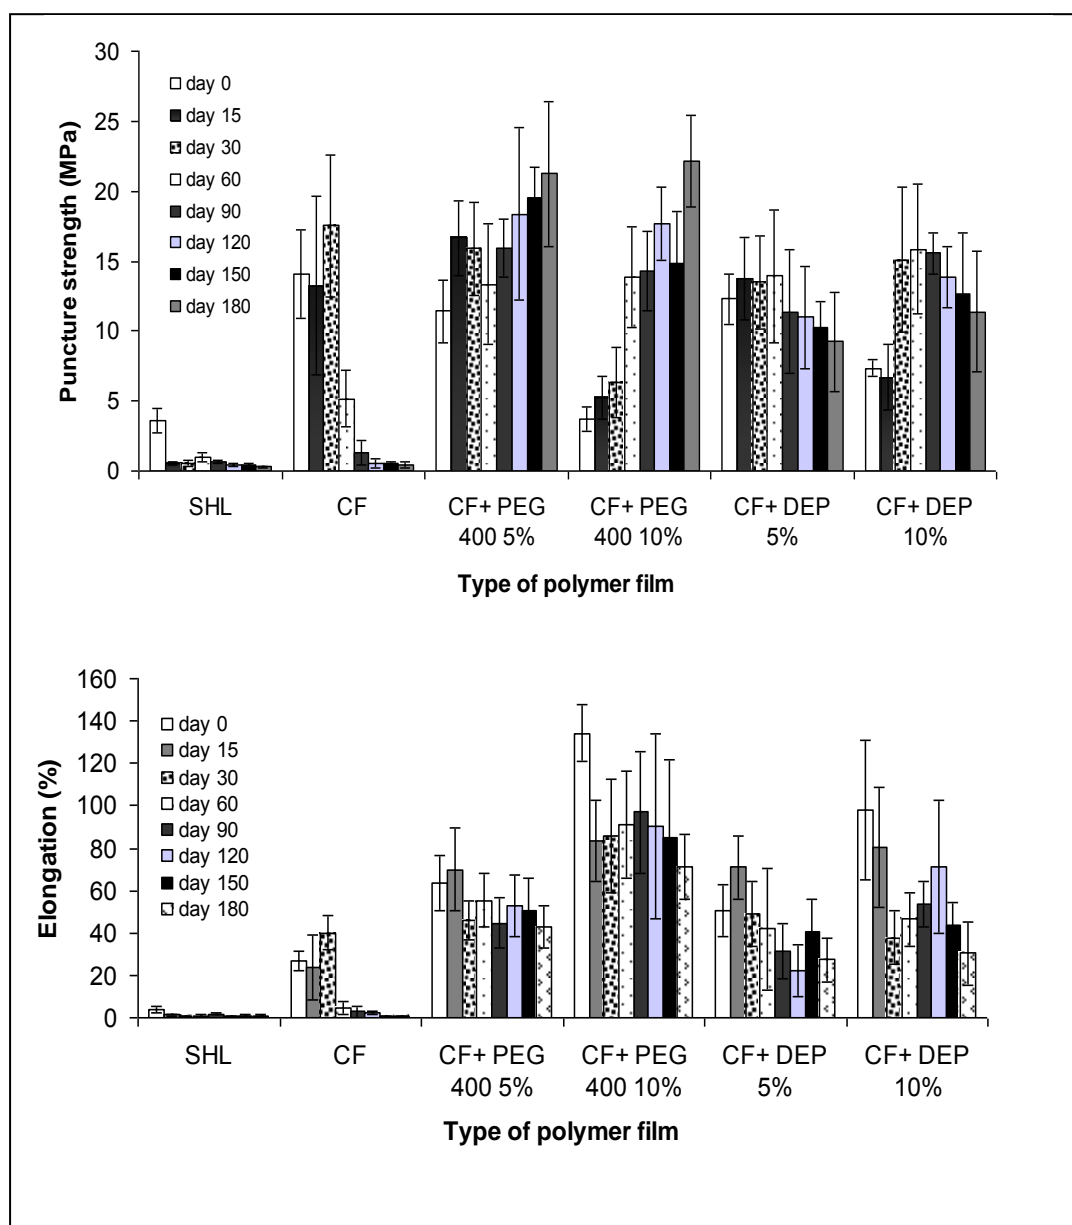 30
25
20
15
10
5
0
Puncture strength (MPa)
day 0
day 15
day 30
day 60
day 90
day 120
day 150
day 180
SHL CF CF+ PEG CF+ PEG CF+ DEP CF+ DEP
400 5% 400 10% 5% 10%
Type of polymer film
160
140
120
100
80
60
40
20
0
Elongation (%)
day 0
day 15
day 30
day 60
day 90
day 120
day 150
day 180
SHL CF CF+ PEG CF+ PEG CF+ DEP CF+ DEP
400 5% 400 10% 5% 10%
Type of polymer film